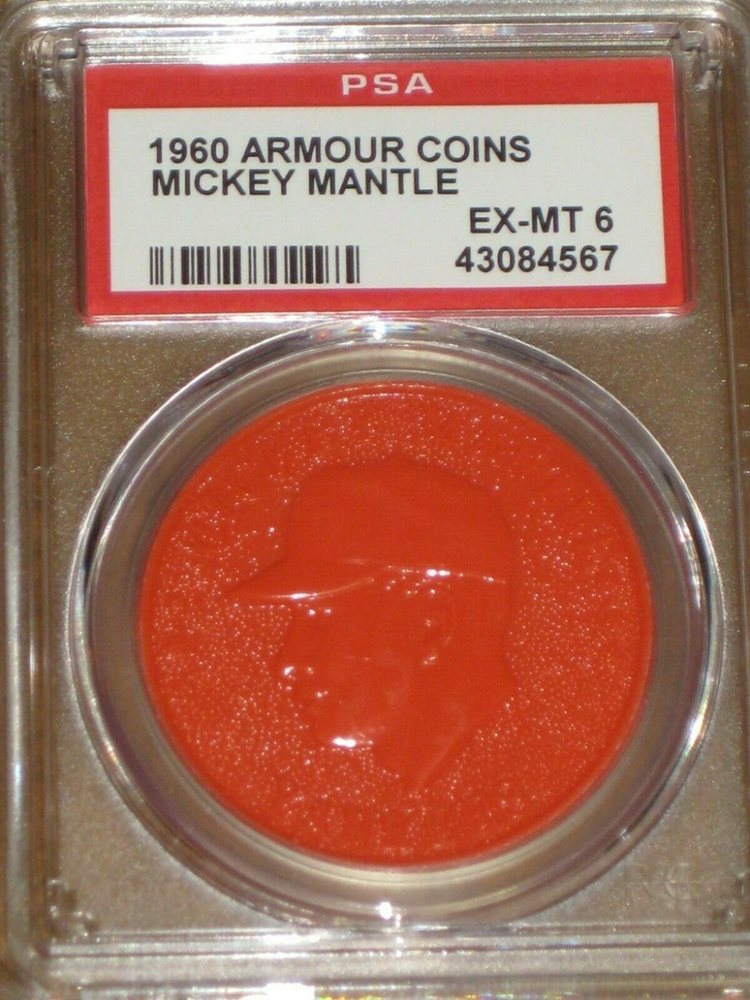 PSA
1960 ARMOUR COINS
MICKEY MANTLE
EX-MT 6
43084567